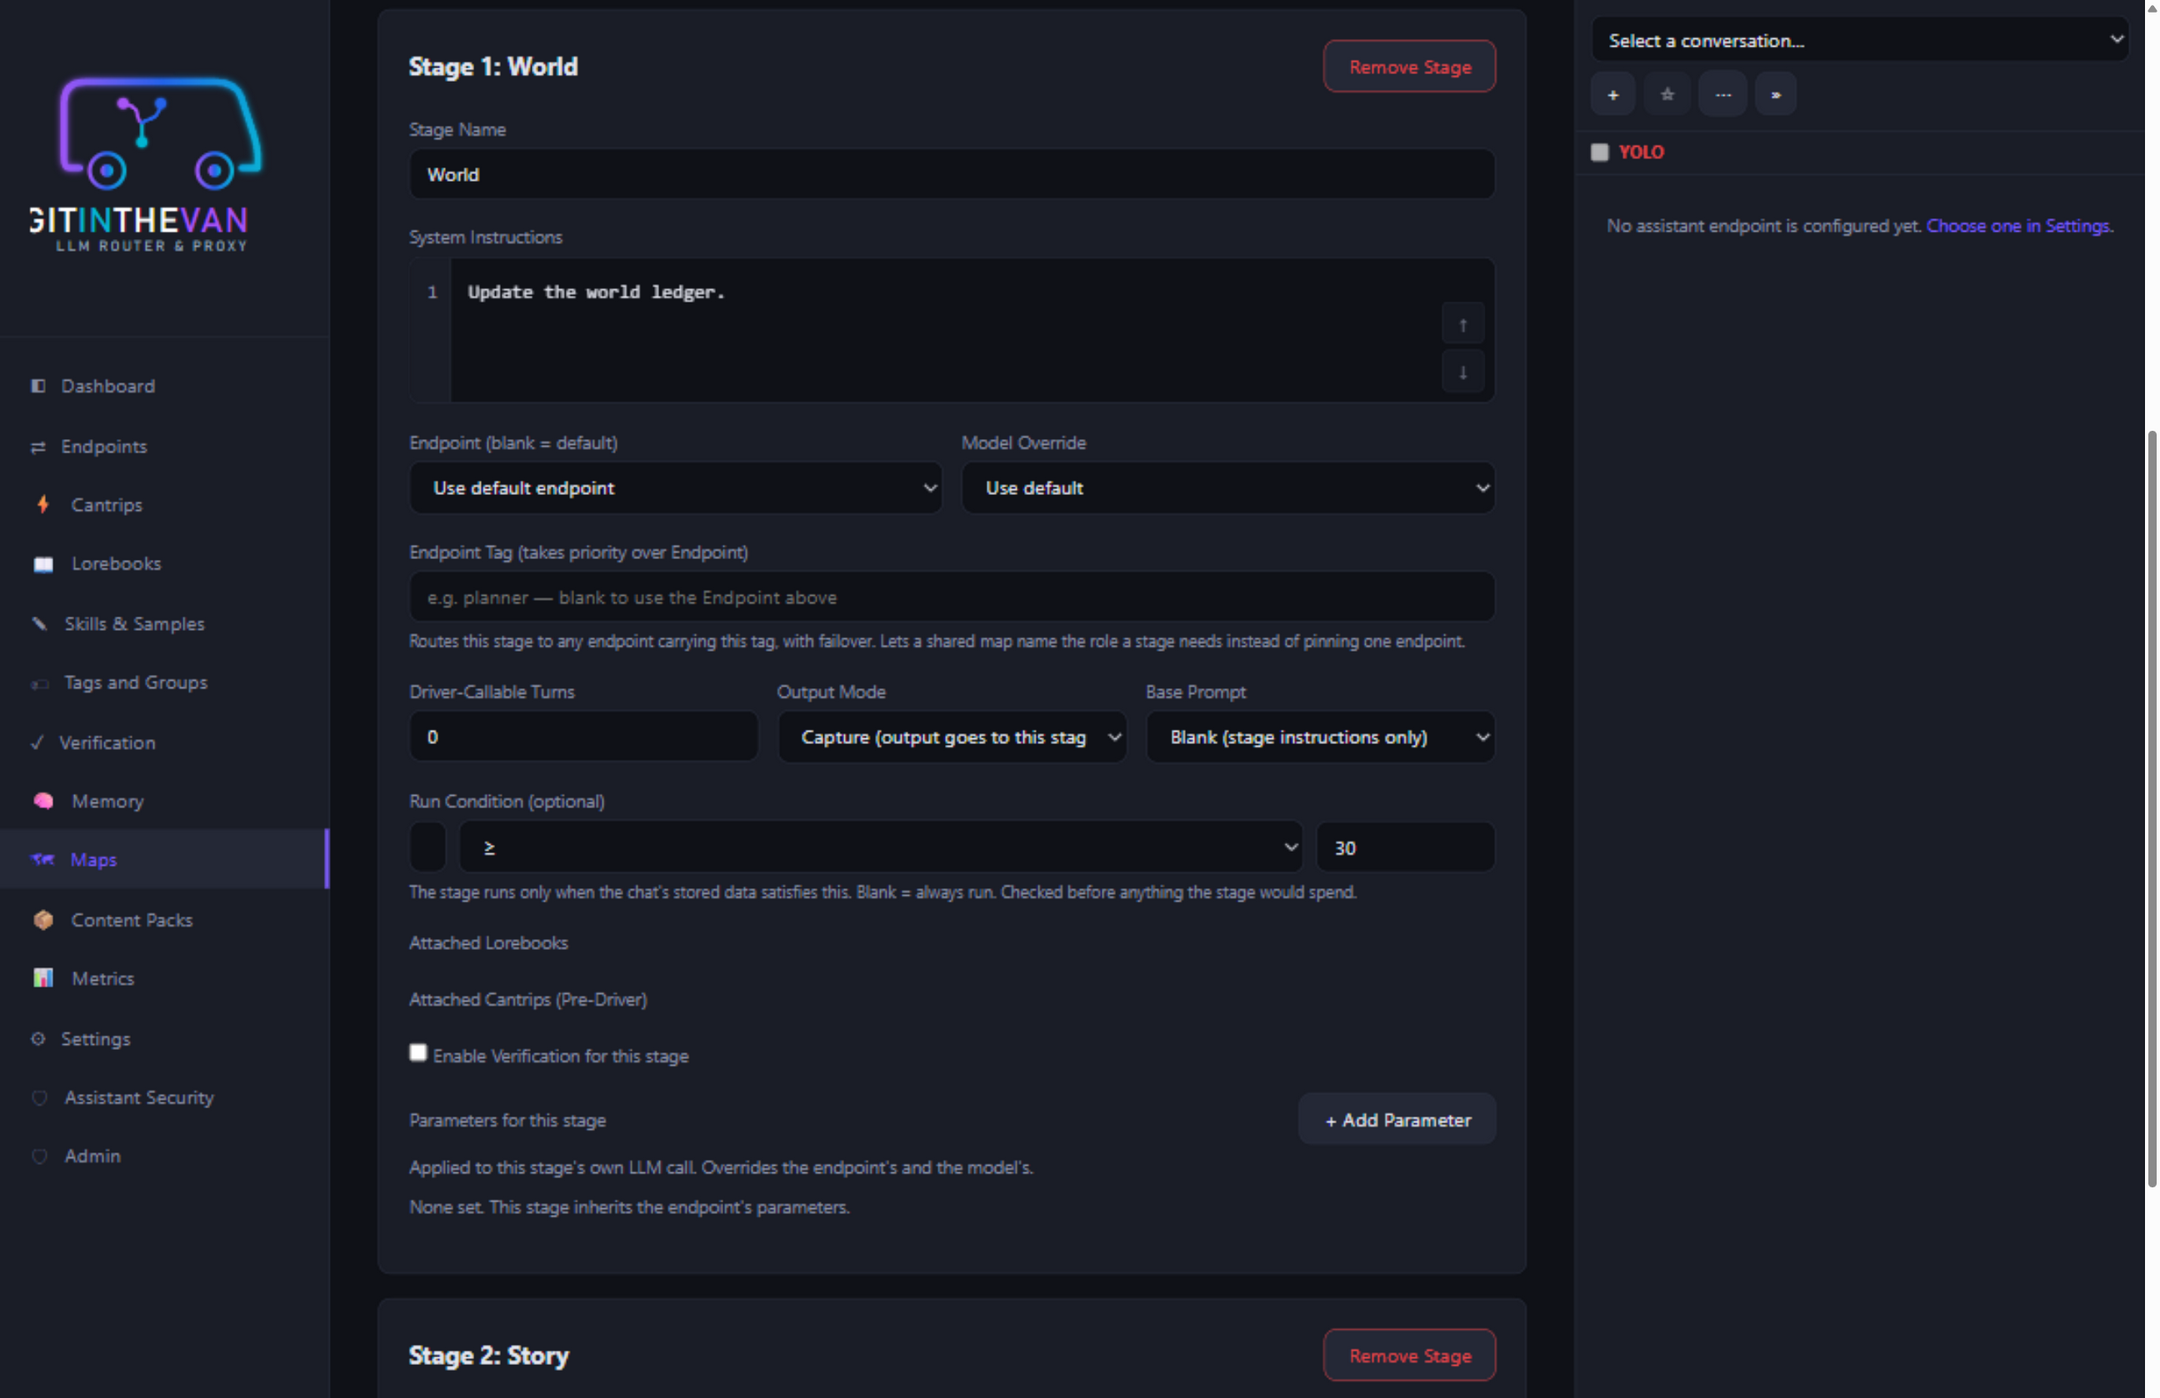 GITINTHEVAN
LLM ROUTER & PROXY
Dashboard
Endpoints
Cantrips
Lorebooks
Skills & Samples
Tags and Groups
Verification
Memory
Maps
Content Packs
Metrics
Settings
Assistant Security
Admin
Stage 1: World
Remove Stage
Stage Name
World
System Instructions
1 Update the world ledger.
↑
↓
Endpoint (blank = default) Model Override
Use default endpoint Use default
Endpoint Tag (takes priority over Endpoint)
e.g. planner — blank to use the Endpoint above
Routes this stage to any endpoint carrying this tag, with failover. Lets a shared map name the role a stage needs instead of pinning one endpoint.
Driver-Callable Turns Output Mode Base Prompt
0 Capture (output goes to this stag Blank (stage instructions only)
Run Condition (optional)
≥ 30
The stage runs only when the chat's stored data satisfies this. Blank = always run. Checked before anything the stage would spend.
Attached Lorebooks
Attached Cantrips (Pre-Driver)
Enable Verification for this stage
Parameters for this stage + Add Parameter
Applied to this stage's own LLM call. Overrides the endpoint's and the model's.
None set. This stage inherits the endpoint's parameters.
Stage 2: Story
Remove Stage
Select a conversation...
+ ☆ ... »
YOLO
No assistant endpoint is configured yet. Choose one in Settings.